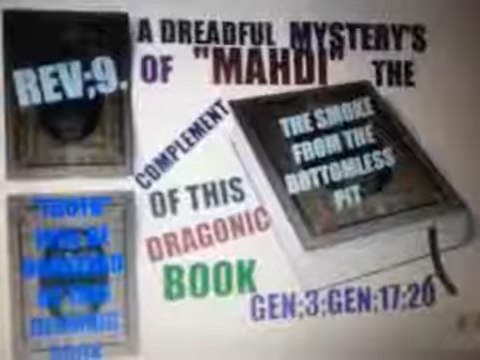 A DREADFUL MYSTERY'S
OF "MAHDI" THE
REV;9.
COMPLEMENT
OF THIS
DRAGONIC
BOOK
THE SMOKE
FROM THE
BOTTOMLESS
PIT.
GEN;3;GEN;17;20
BOOK